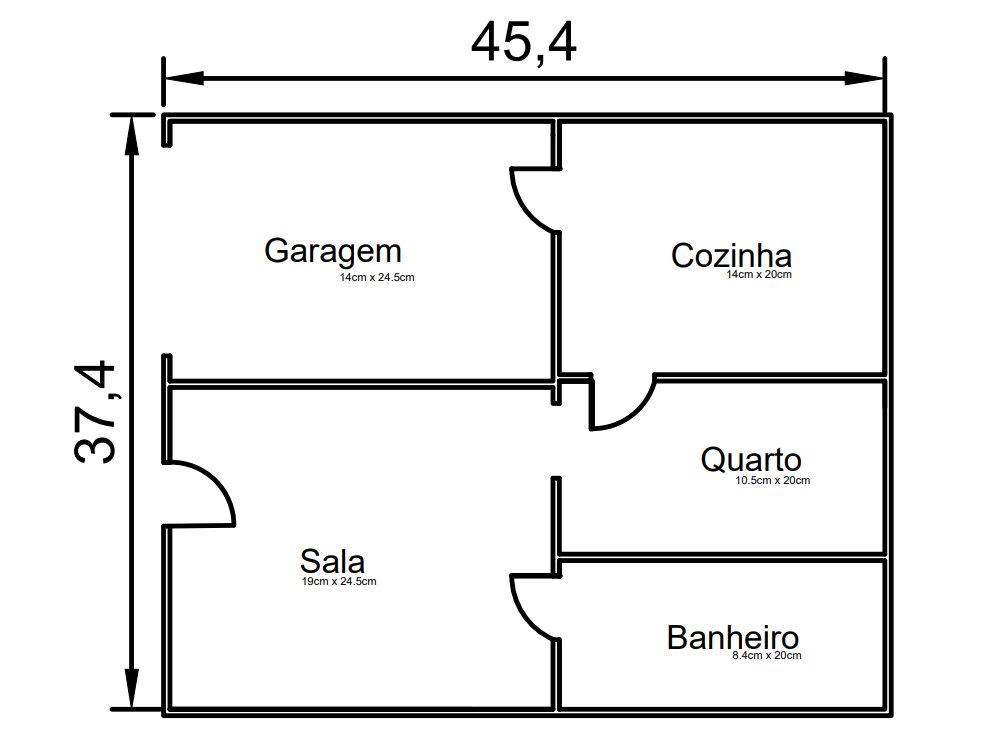 45,4
37,4
Garagem
14cm x 24.5cm
Cozinha
14cm x 20cm
Quarto
10.5cm x 20cm
Sala
19cm x 24.5cm
Banheiro
8.4cm x 20cm